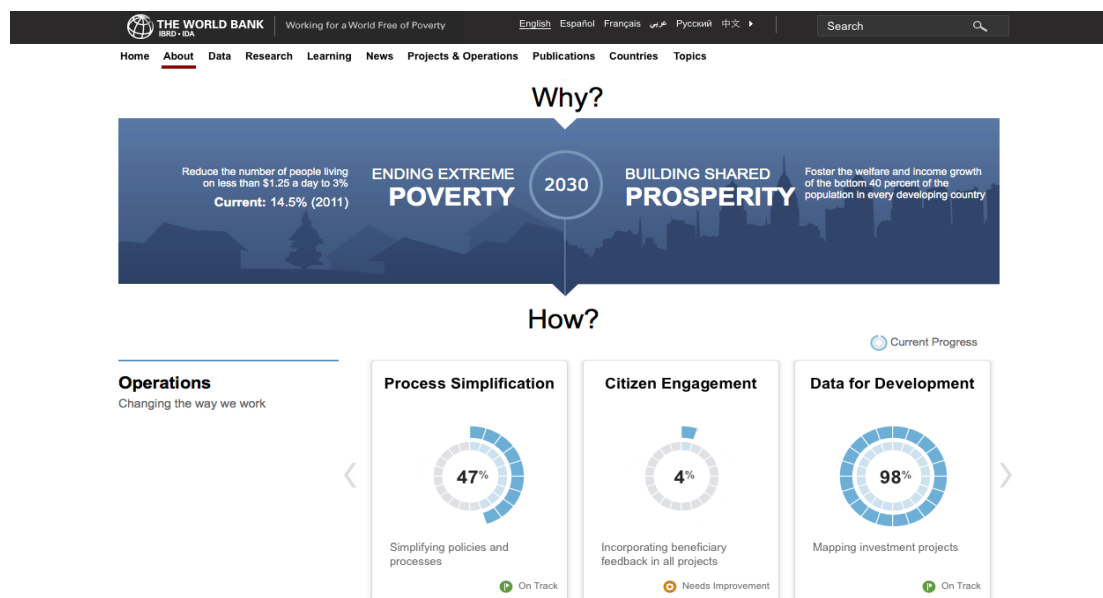 THE WORLD BANK
IBRD • IDA
Working for a World Free of Poverty
English Español Français عربي Русский 中文
Search
Home About Data Research Learning News Projects & Operations Publications Countries Topics
Why?
Reduce the number of people living
on less than $1.25 a day to 3%
Current: 14.5% (2011)
ENDING EXTREME
POVERTY
2030
BUILDING SHARED
PROSPERITY
Foster the welfare and income growth
of the bottom 40 percent of the
population in every developing country
How?
Current Progress
Operations
Changing the way we work
Process Simplification
47%
Simplifying policies and
processes
On Track
Citizen Engagement
4%
Incorporating beneficiary
feedback in all projects
Needs Improvement
Data for Development
98%
Mapping investment projects
On Track